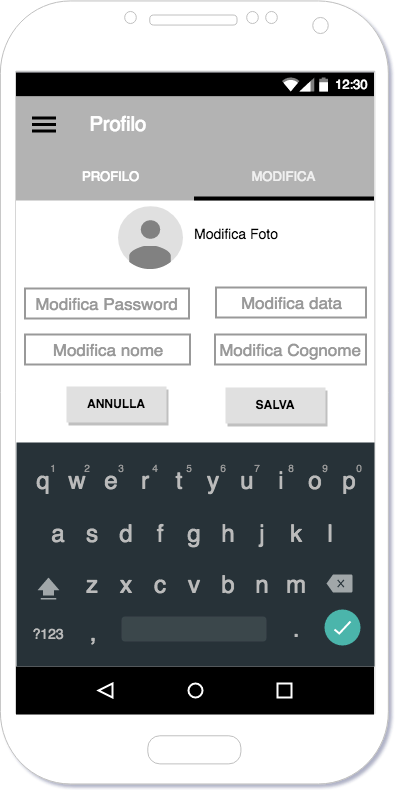 12:30
Profilo
PROFILO MODIFICA
Modifica Foto
Modifica Password Modifica data
Modifica nome Modifica Cognome
ANNULLA SALVA
1 2 3 4 5 6 7 8 9 0
q w e r t y u i o p
a s d f g h j k l
z x c v b n m
?123 , .